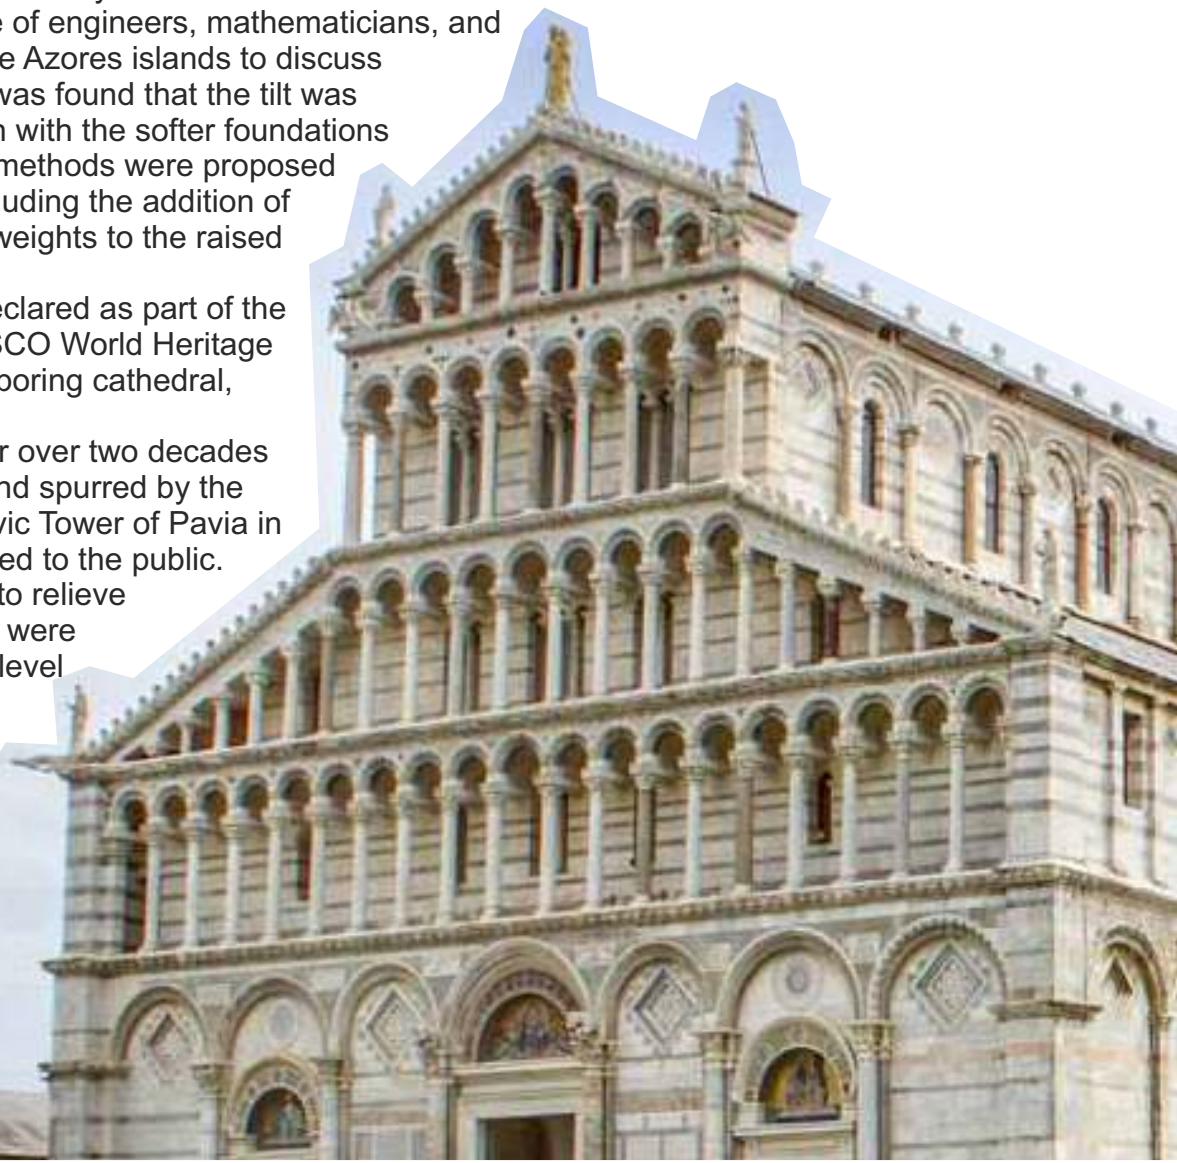 e of engineers, mathematicians, and
e Azores islands to discuss
was found that the tilt was
n with the softer foundations
methods were proposed
luding the addition of
weights to the raised
eclared as part of the
SCO World Heritage
boring cathedral,
r over two decades
nd spurred by the
vic Tower of Pavia in
ed to the public.
to relieve
were
level